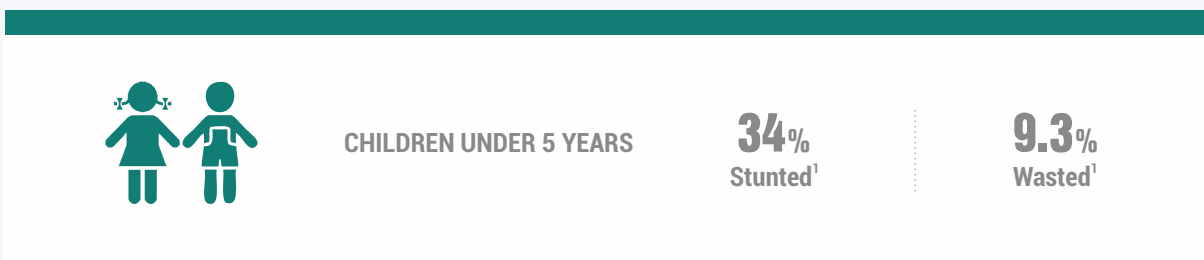 CHILDREN UNDER 5 YEARS
34%
Stunted¹
9.3%
Wasted¹